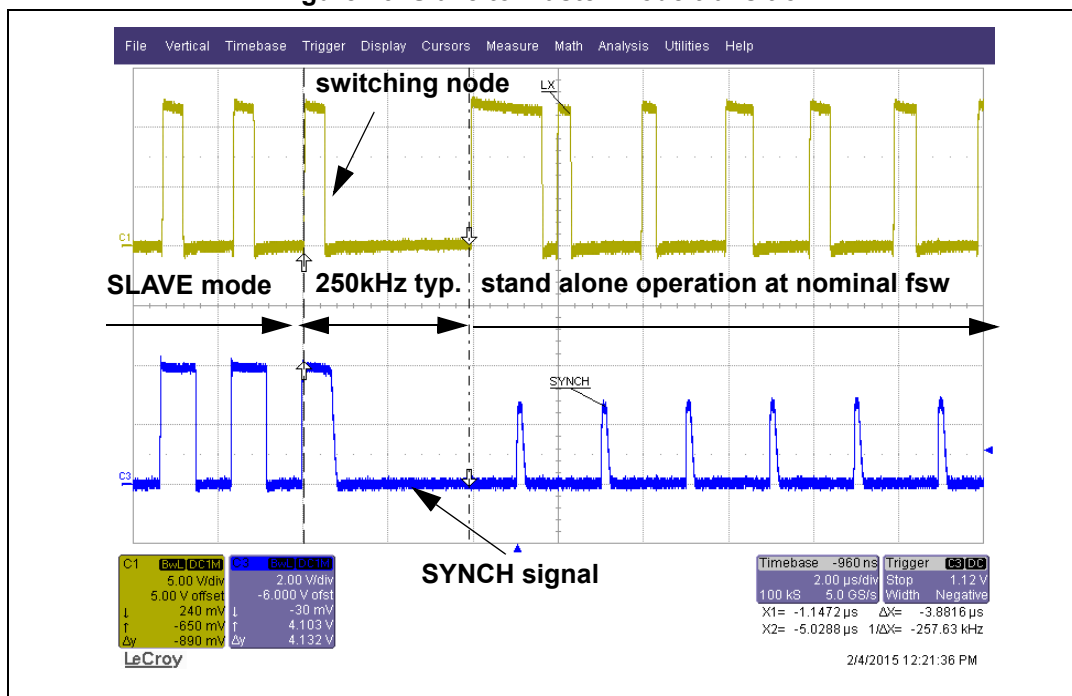 File Vertical Timebase Trigger Display Cursors Measure Math Analysis Utilities Help
switching node
LX
C1
SLAVE mode
250kHz typ.
stand alone operation at nominal fsw
SYNCH
C3
SYNCH signal
C1 BwL DC1M
5.00 V/div
5.00 V offset
↓ 240 mV
↑ -650 mV
Δy -890 mV
C3 BwL DC1M
2.00 V/div
-6.000 V ofst
↓ -30 mV
↑ 4.103 V
Δy 4.132 V
Timebase -960 ns
2.00 µs/div
100 kS 5.0 GS/s
Trigger C3 DC
Stop 1.12 V
Width Negative
X1= -1.1472 µs ΔX= -3.8816 µs
X2= -5.0288 µs 1/ΔX= -257.63 kHz
LeCroy
2/4/2015 12:21:36 PM